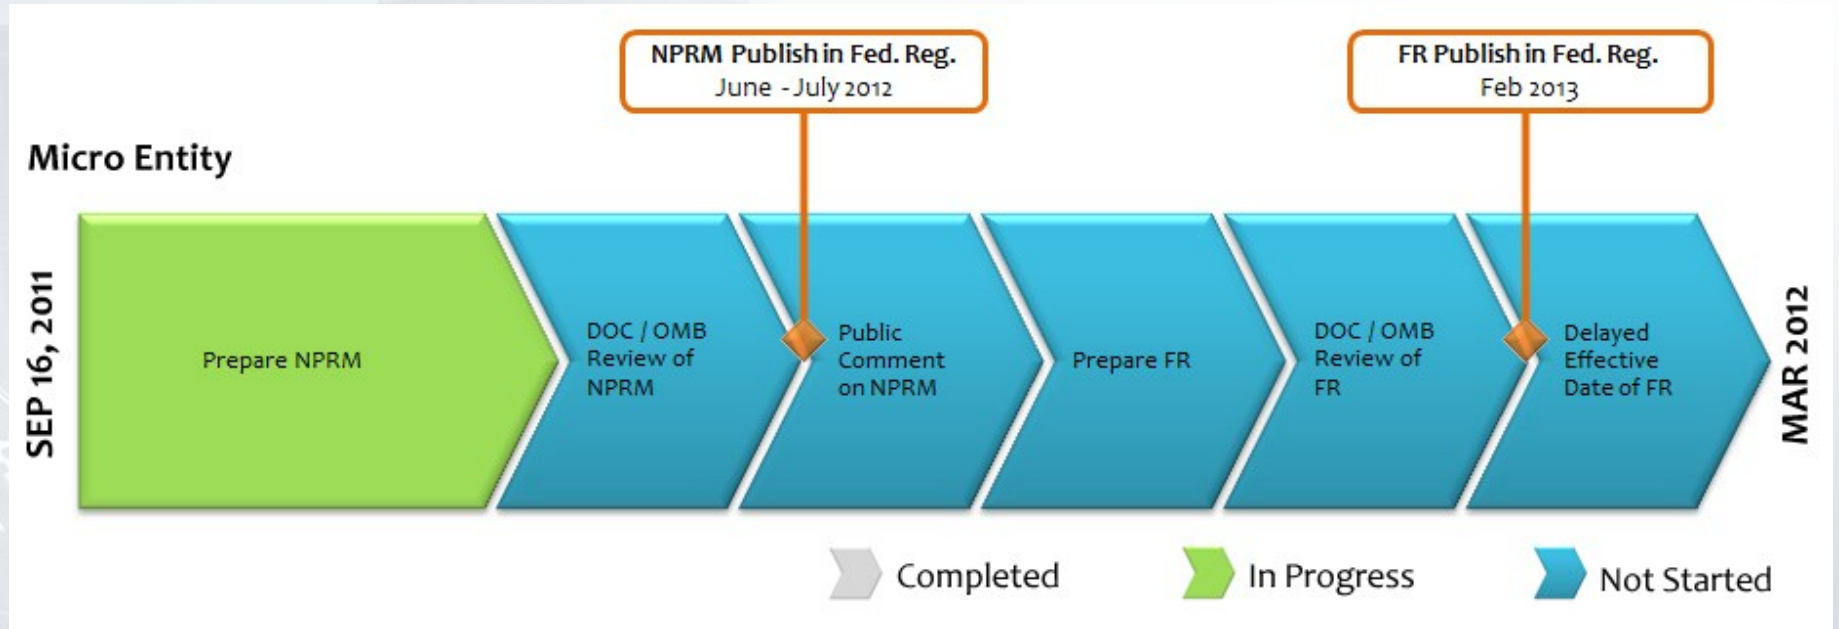 NPRM Publish in Fed. Reg.
June - July 2012
FR Publish in Fed. Reg.
Feb 2013
Micro Entity
SEP 16, 2011
Prepare NPRM
DOC / OMB
Review of
NPRM
Public
Comment
on NPRM
Prepare FR
DOC / OMB
Review of
FR
Delayed
Effective
Date of FR
MAR 2012
Completed
In Progress
Not Started